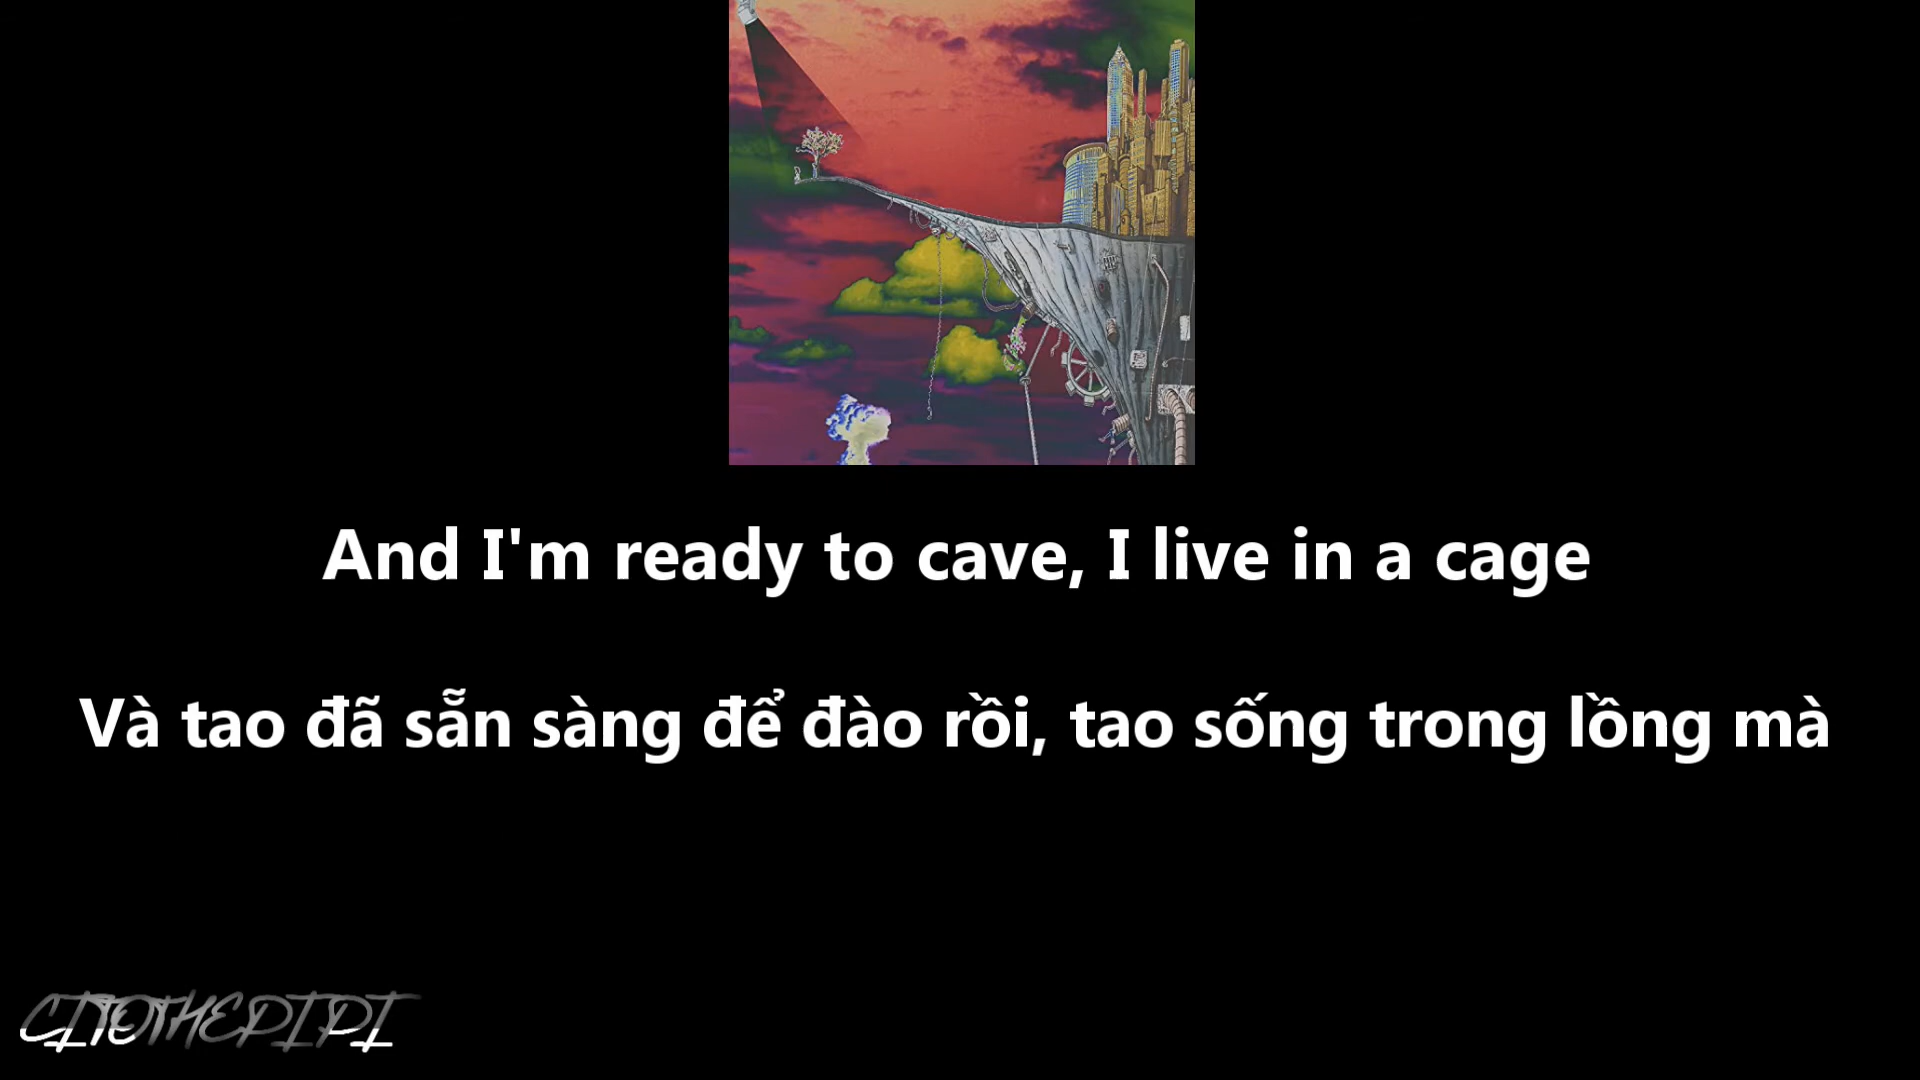 And I'm ready to cave, I live in a cage
Và tao đã sẵn sàng để đào rồi, tao sống trong lồng mà
CITOTHEPIPI